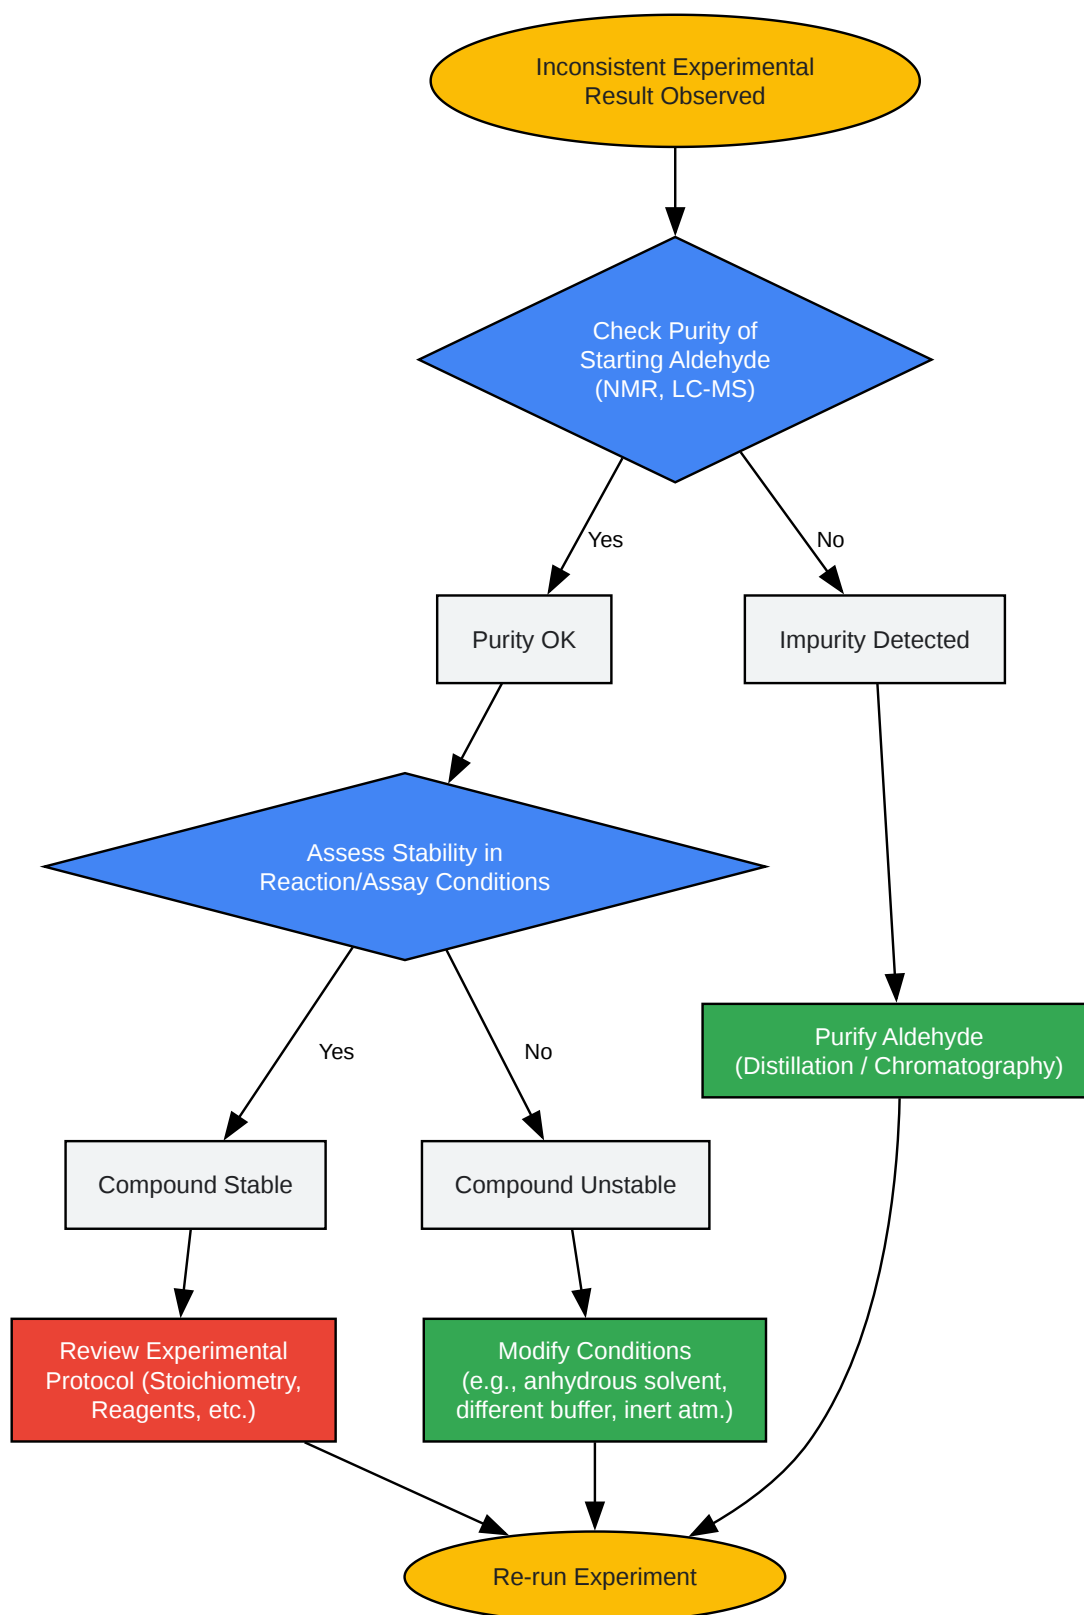 Inconsistent Experimental
Result Observed
Check Purity of
Starting Aldehyde
(NMR, LC-MS)
Yes
No
Purity OK
Impurity Detected
Assess Stability in
Reaction/Assay Conditions
Purify Aldehyde
(Distillation / Chromatography)
Yes
No
Compound Stable
Compound Unstable
Review Experimental
Protocol (Stoichiometry,
Reagents, etc.)
Modify Conditions
(e.g., anhydrous solvent,
different buffer, inert atm.)
Re-run Experiment